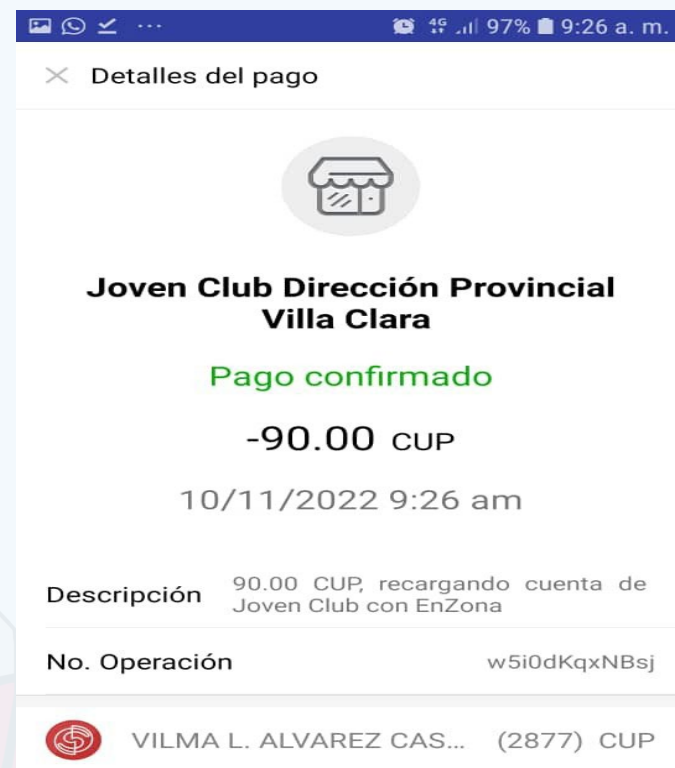 97% 9:26 a. m.
Detalles del pago
Joven Club Dirección Provincial
Villa Clara
Pago confirmado
-90.00 CUP
10/11/2022 9:26 am
Descripción 90.00 CUP, recargando cuenta de
Joven Club con EnZona
No. Operación w5i0dKqxNBsj
VILMA L. ALVAREZ CAS... (2877) CUP